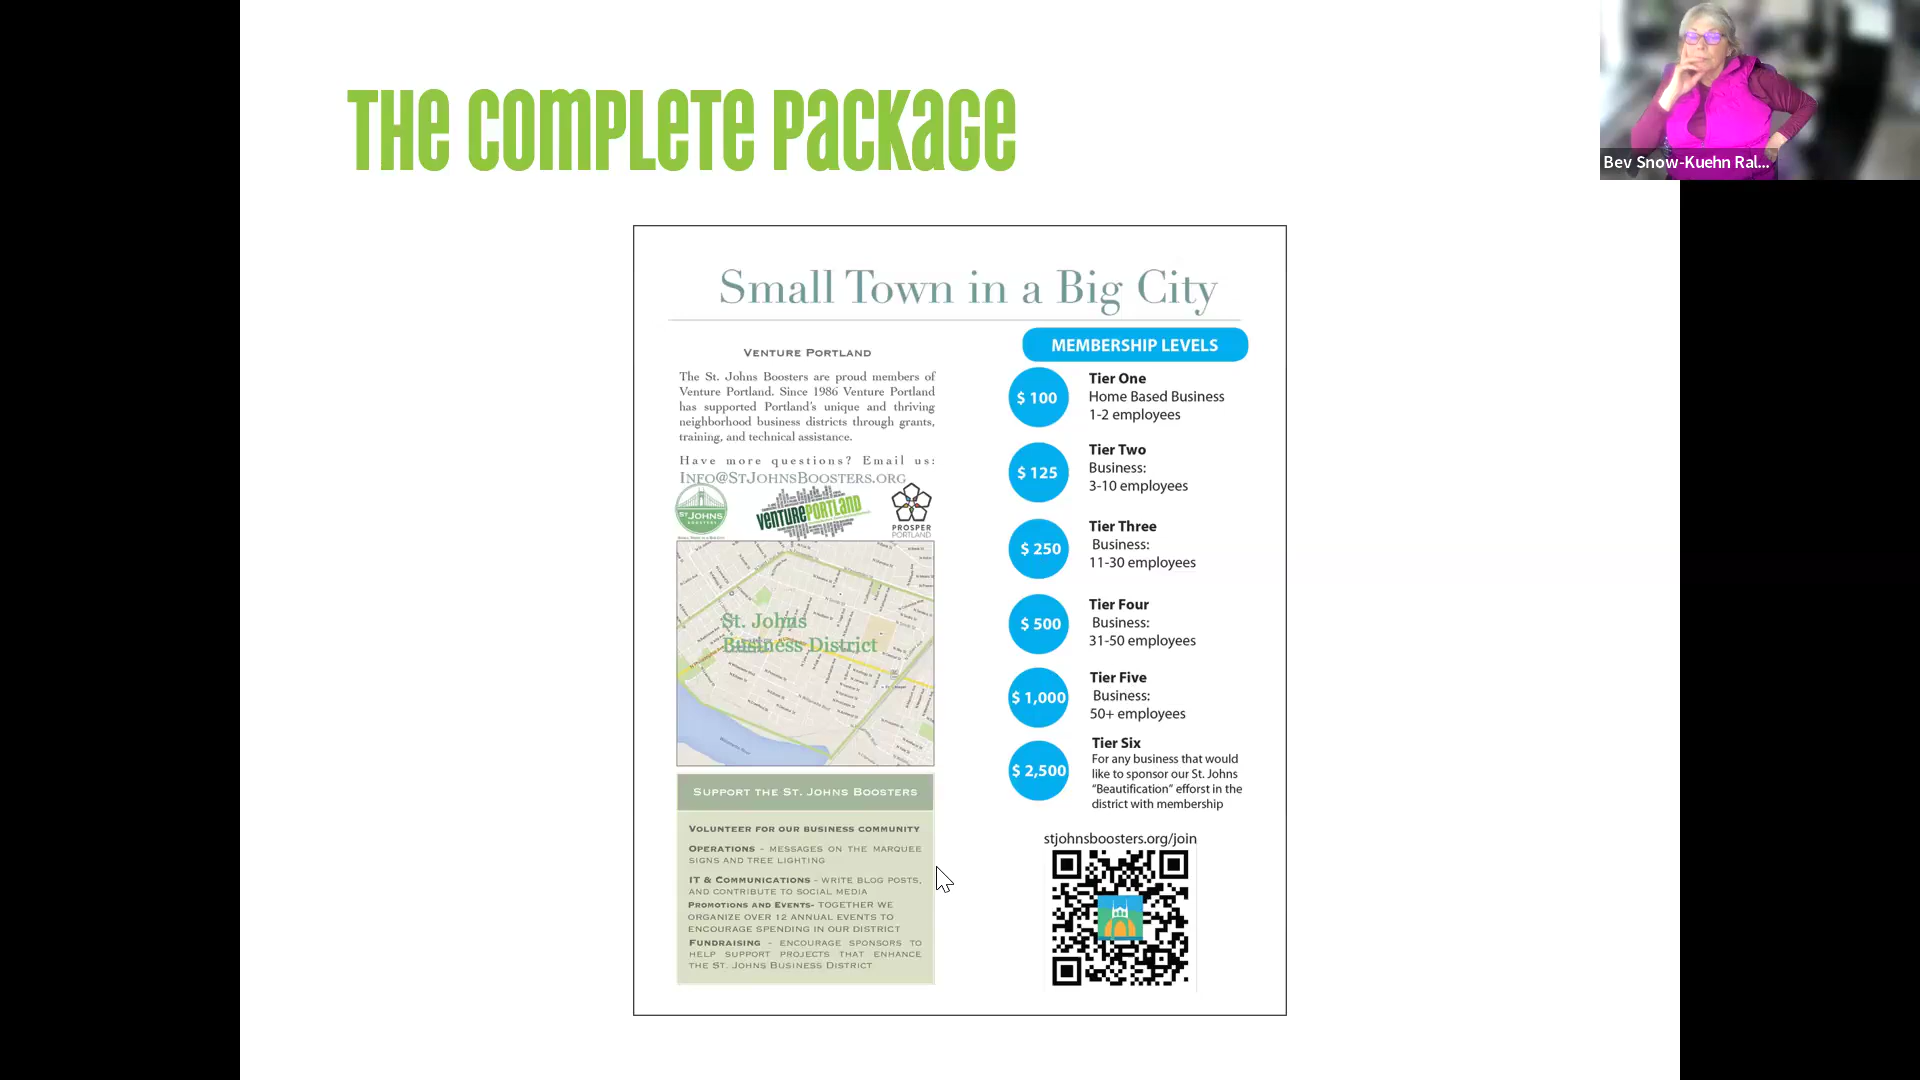 THE COMPLETE PACKAGE
Bev Snow-Kuehn Ral...
Small Town in a Big City
VENTURE PORTLAND
The St. Johns Boosters are proud members of
Venture Portland. Since 1986 Venture Portland
has supported Portland's unique and thriving
neighborhood business districts through grants,
training, and technical assistance.
Have more questions? Email us:
INFO@STJOHNSBOOSTERS.ORG
ST JOHNS
BOOSTERS
VENTUREPORTLAND
PROSPER
PORTLAND
St. Johns
Business District
SUPPORT THE ST. JOHNS BOOSTERS
VOLUNTEER FOR OUR BUSINESS COMMUNITY
OPERATIONS - MESSAGES ON THE MARQUEE
SIGNS AND TREE LIGHTING
IT & COMMUNICATIONS - WRITE BLOG POSTS,
AND CONTRIBUTE TO SOCIAL MEDIA
PROMOTIONS AND EVENTS- TOGETHER WE
ORGANIZE OVER 12 ANNUAL EVENTS TO
ENCOURAGE SPENDING IN OUR DISTRICT
FUNDRAISING - ENCOURAGE SPONSORS TO
HELP SUPPORT PROJECTS THAT ENHANCE
THE ST. JOHNS BUSINESS DISTRICT
MEMBERSHIP LEVELS
$ 100
Tier One
Home Based Business
1-2 employees
$ 125
Tier Two
Business:
3-10 employees
$ 250
Tier Three
Business:
11-30 employees
$ 500
Tier Four
Business:
31-50 employees
$ 1,000
Tier Five
Business:
50+ employees
$ 2,500
Tier Six
For any business that would
like to sponsor our St. Johns
"Beautification" efforst in the
district with membership
stjohnsboosters.org/join